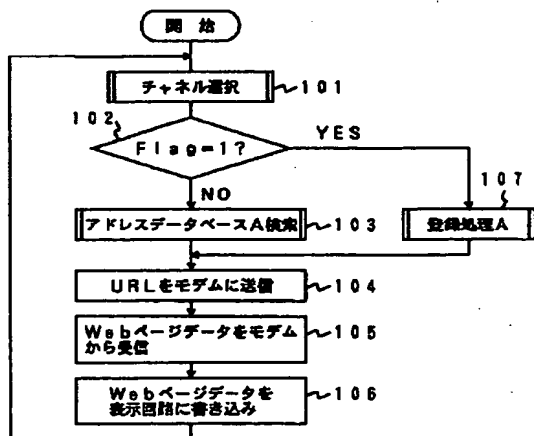 開 始
チャネル選択
101
102
Flag=1?
YES
NO
107
アドレスデータベースA検索
103
登録処理A
URLをモデムに送信
104
Webページデータをモデム
から受信
105
Webページデータを
表示回路に書き込み
106